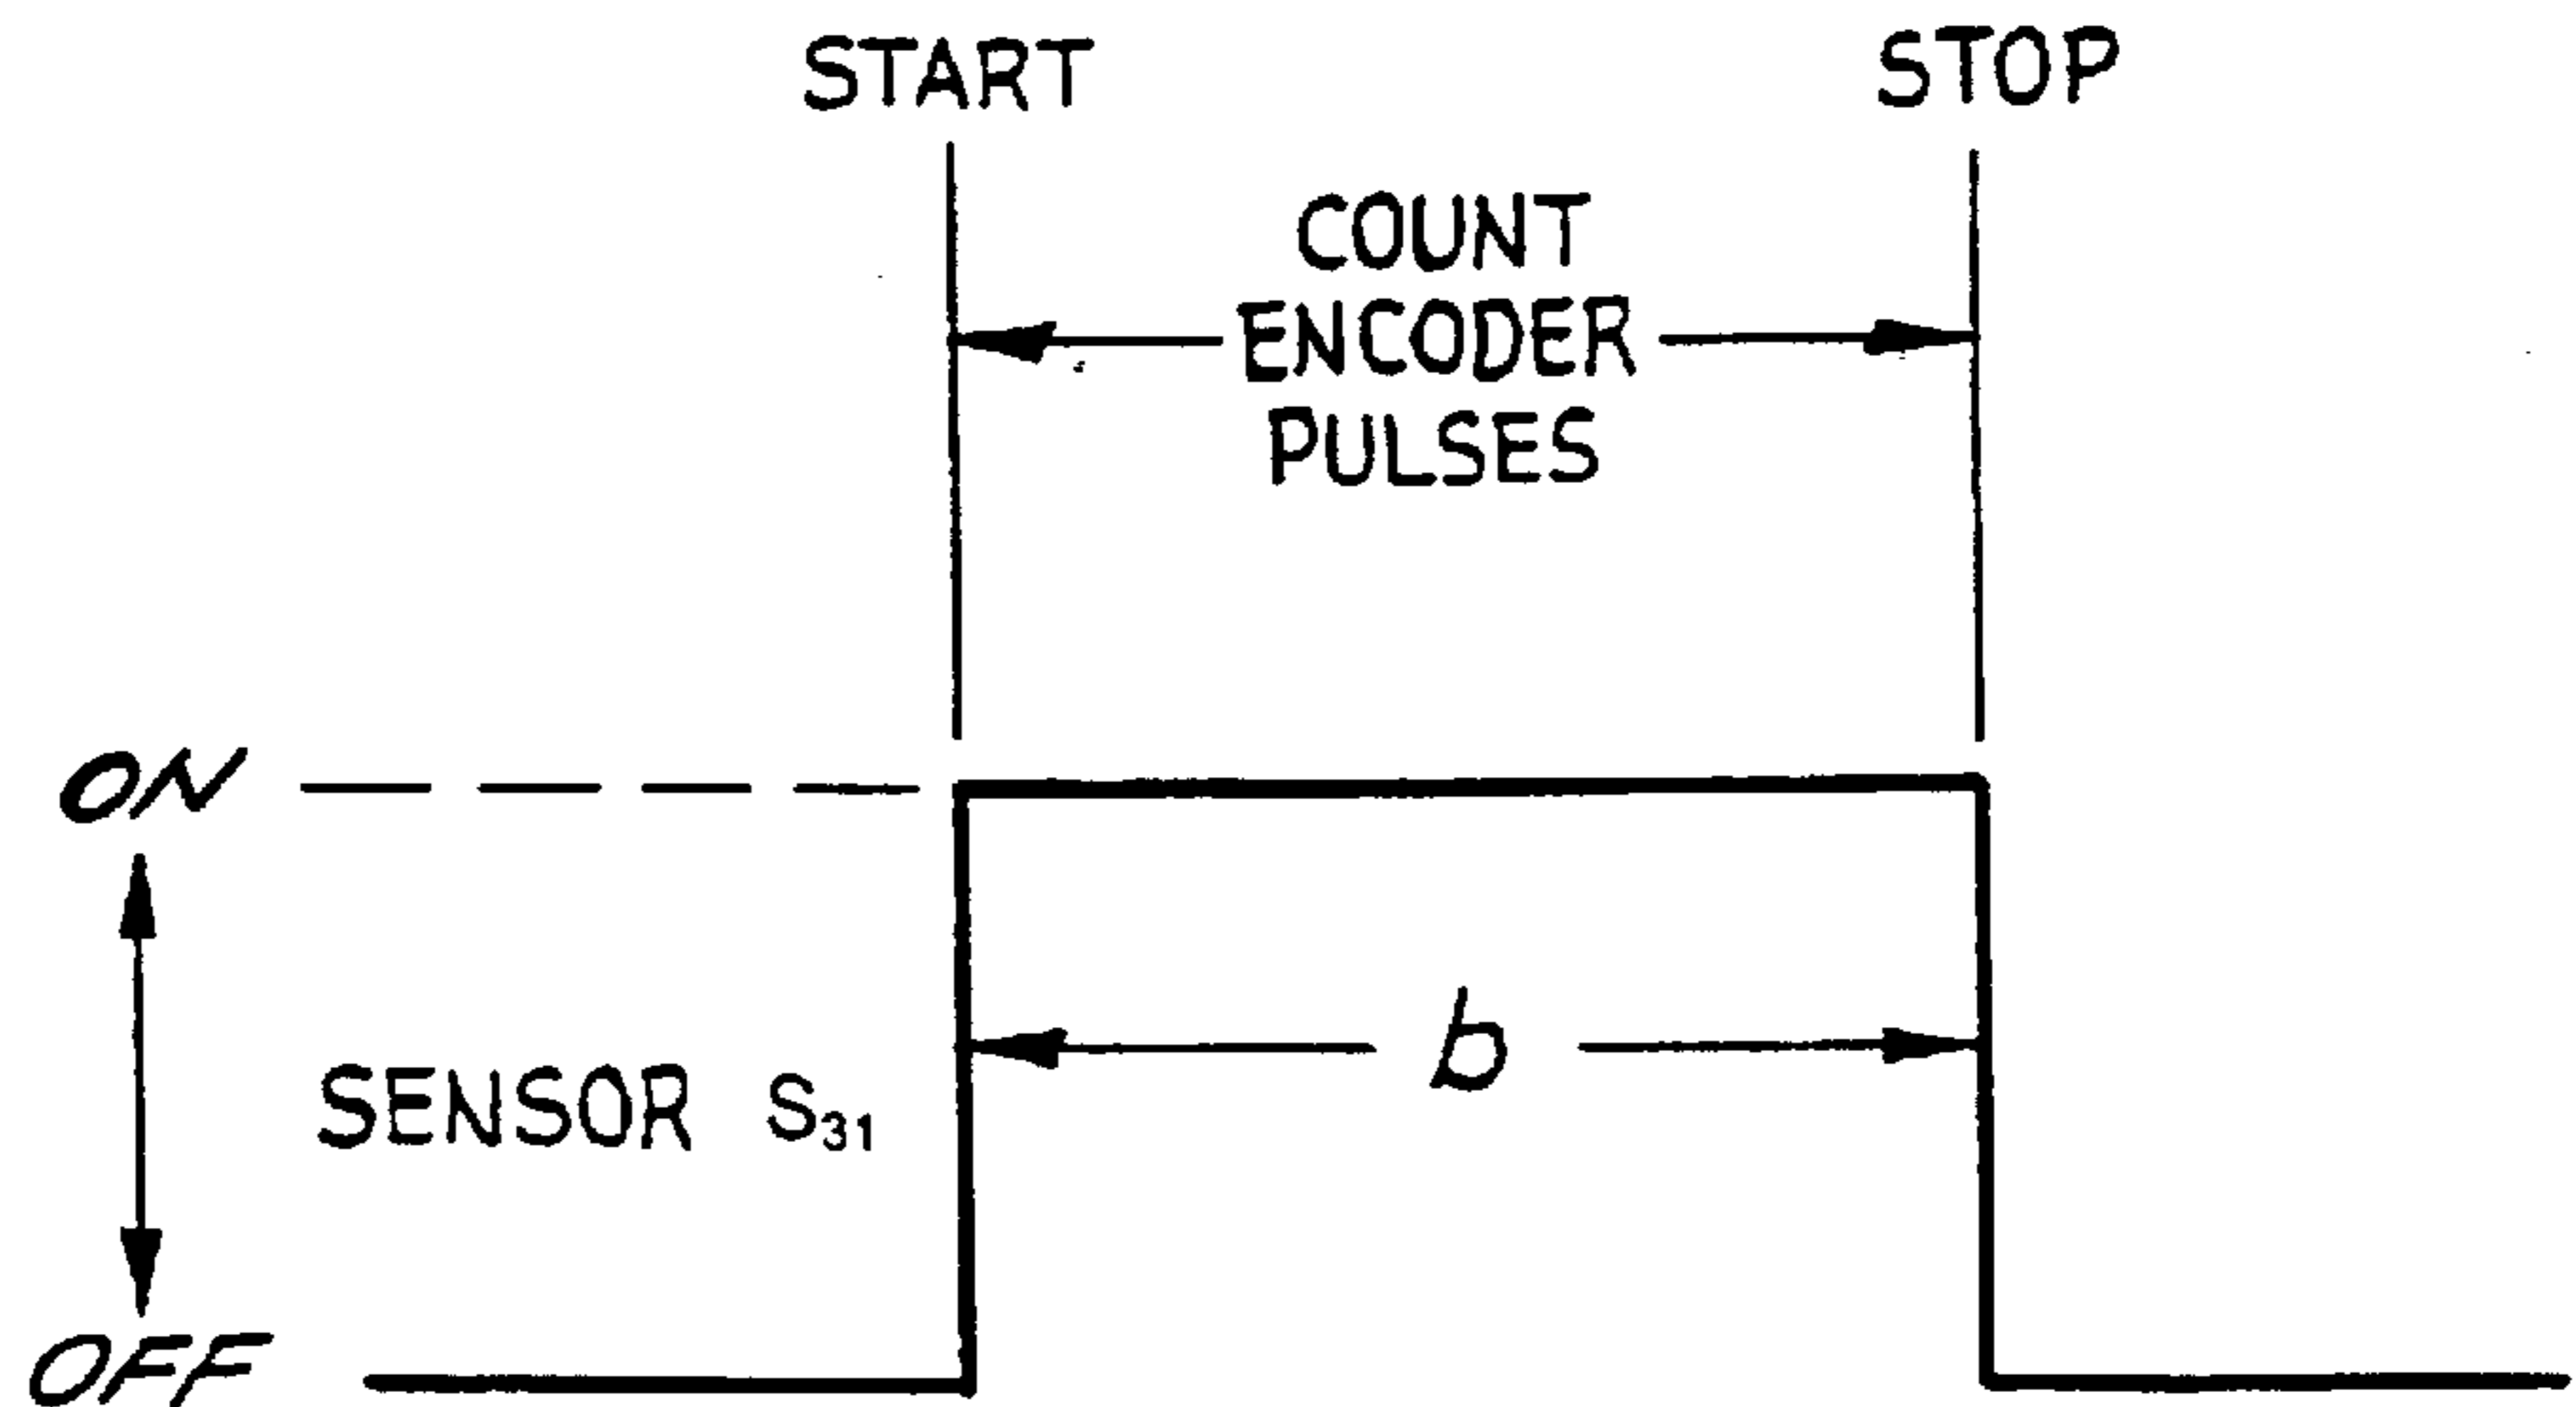 START
STOP
COUNT
ENCODER
PULSES
ON
b
SENSOR S₃₁
OFF